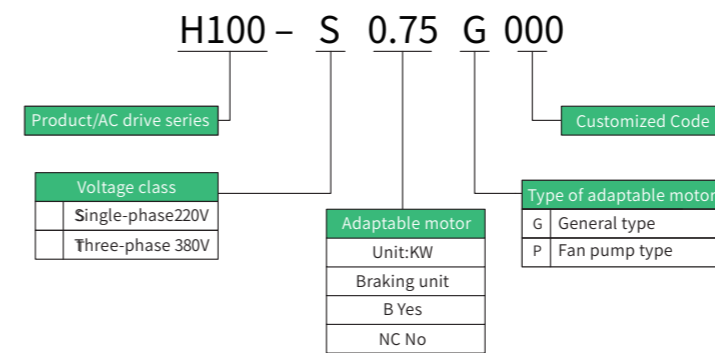 H100 – S 0.75 G 000
Product/AC drive series
Customized Code
Voltage class
S Single-phase220V
T Three-phase 380V
Adaptable motor
Unit:KW
Braking unit
B Yes
NC No
Type of adaptable motor
G General type
P Fan pump type